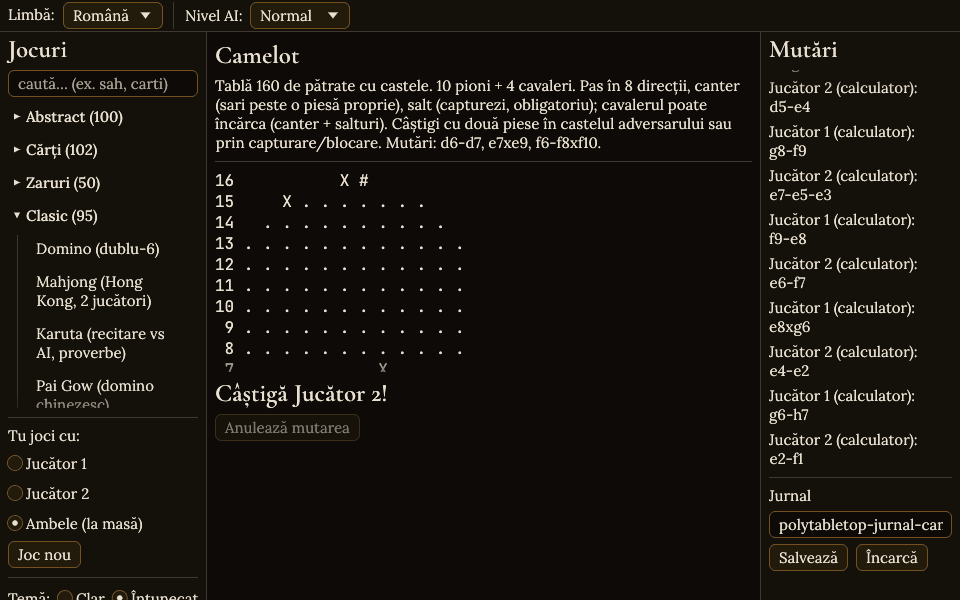 Limbă: Română ▼ Nivel AI: Normal ▼
Jocuri
caută... (ex. sah, carti)
▸ Abstract (100)
▸ Cărți (102)
▸ Zaruri (50)
▾ Clasic (95)
Domino (dublu-6)
Mahjong (Hong
Kong, 2 jucători)
Karuta (recitare vs
AI, proverbe)
Pai Gow (domino
chinezesc)
Tu joci cu:
Jucător 1
Jucător 2
Ambele (la masă)
Joc nou
Temă: Clar Întunecat
Camelot
Tablă 160 de pătrate cu castele. 10 pioni + 4 cavaleri. Pas în 8 direcții, canter
(sari peste o piesă proprie), salt (capturezi, obligatoriu); cavalerul poate
încărca (canter + salturi). Câștigi cu două piese în castelul adversarului sau
prin capturare/blocare. Mutări: d6-d7, e7xe9, f6-f8xf10.
16 X #
15 X . . . . . . .
14 . . . . . . . . . .
13 . . . . . . . . . . . .
12 . . . . . . . . . . . .
11 . . . . . . . . . . . .
10 . . . . . . . . . . . .
9 . . . . . . . . . . . .
8 . . . . . . . . . . . .
7 X
Câștigă Jucător 2!
Anulează mutarea
Mutări
Jucător 2 (calculator):
d5-e4
Jucător 1 (calculator):
g8-f9
Jucător 2 (calculator):
e7-e5-e3
Jucător 1 (calculator):
f9-e8
Jucător 2 (calculator):
e6-f7
Jucător 1 (calculator):
e8xg6
Jucător 2 (calculator):
e4-e2
Jucător 1 (calculator):
g6-h7
Jucător 2 (calculator):
e2-f1
Jurnal
polytabletop-jurnal-car
Salvează Încarcă